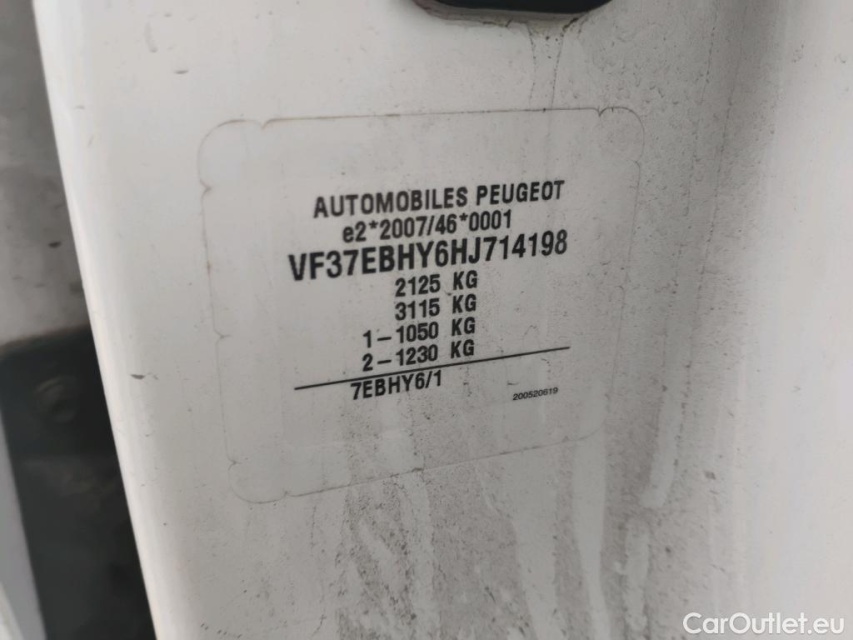 AUTOMOBILES PEUGEOT
e2*2007/46*0001
VF37EBHY6HJ714198
2125 KG
3115 KG
1-1050 KG
2-1230 KG
7EBHY6/1
200520619
CarOutlet.eu